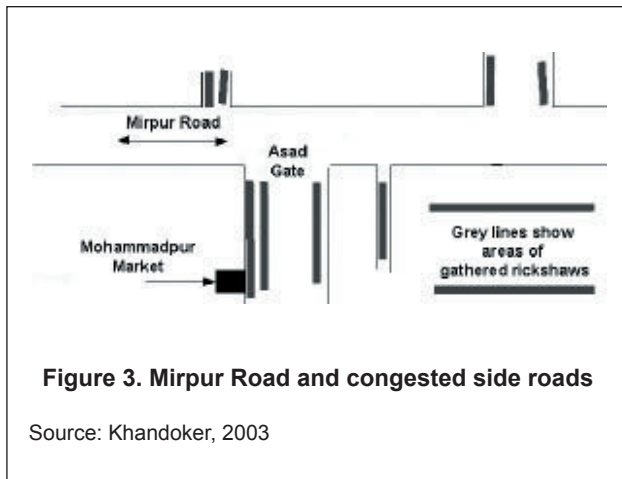 Mirpur Road
Asad
Gate
Mohammadpur
Market
Grey lines show
areas of
gathered rickshaws
Figure 3. Mirpur Road and congested side roads
Source: Khandoker, 2003